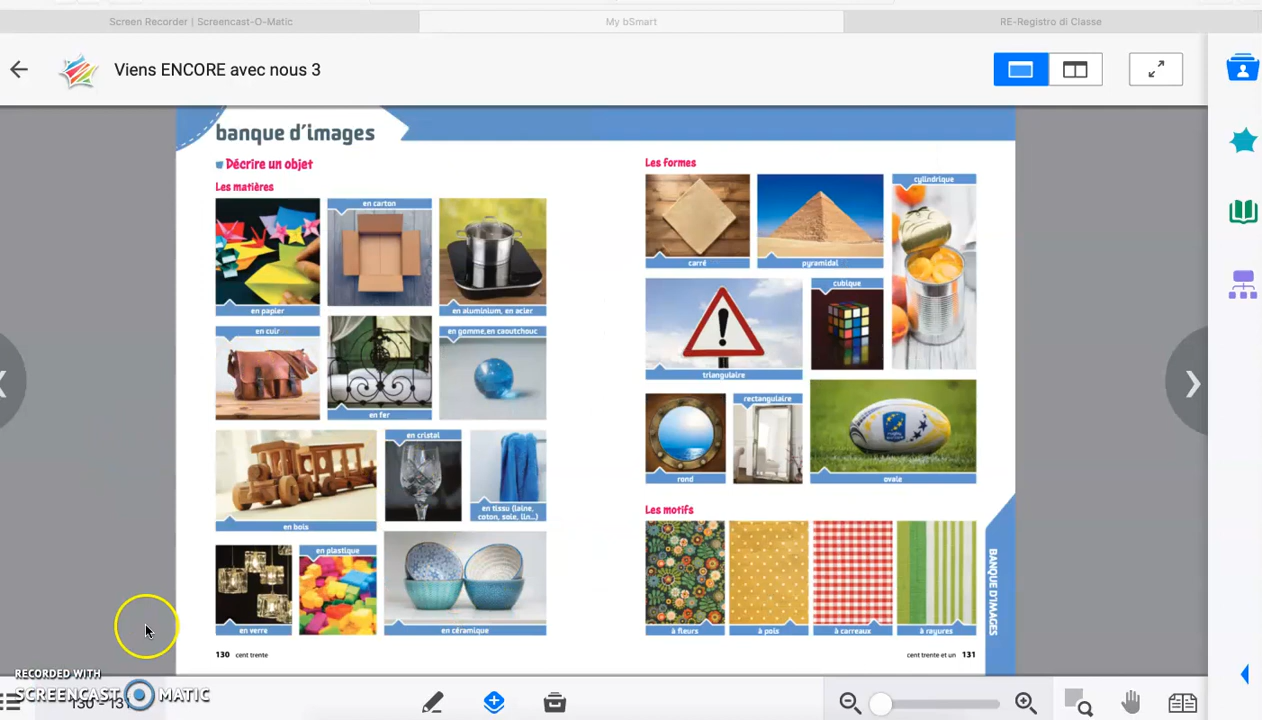 Screen Recorder | Screencast-O-Matic
My bSmart
RE-Registro di Classe
Viens ENCORE avec nous 3
banque d'images
Décrire un objet
Les matières
en papier
en carton
en aluminium, en acier
en cuir
en fer
en gomme, en caoutchouc
en bois
en cristal
en tissu (laine,
coton, soie, lin...)
en verre
en plastique
en céramique
130 cent trente
Les formes
carré
pyramidal
cylindrique
triangulaire
cubique
rond
rectangulaire
ovale
Les motifs
à fleurs
à pois
à carreaux
à rayures
BANQUE D'IMAGES
cent trente et un 131
RECORDED WITH
SCREENCAST MATIC
130 - 131